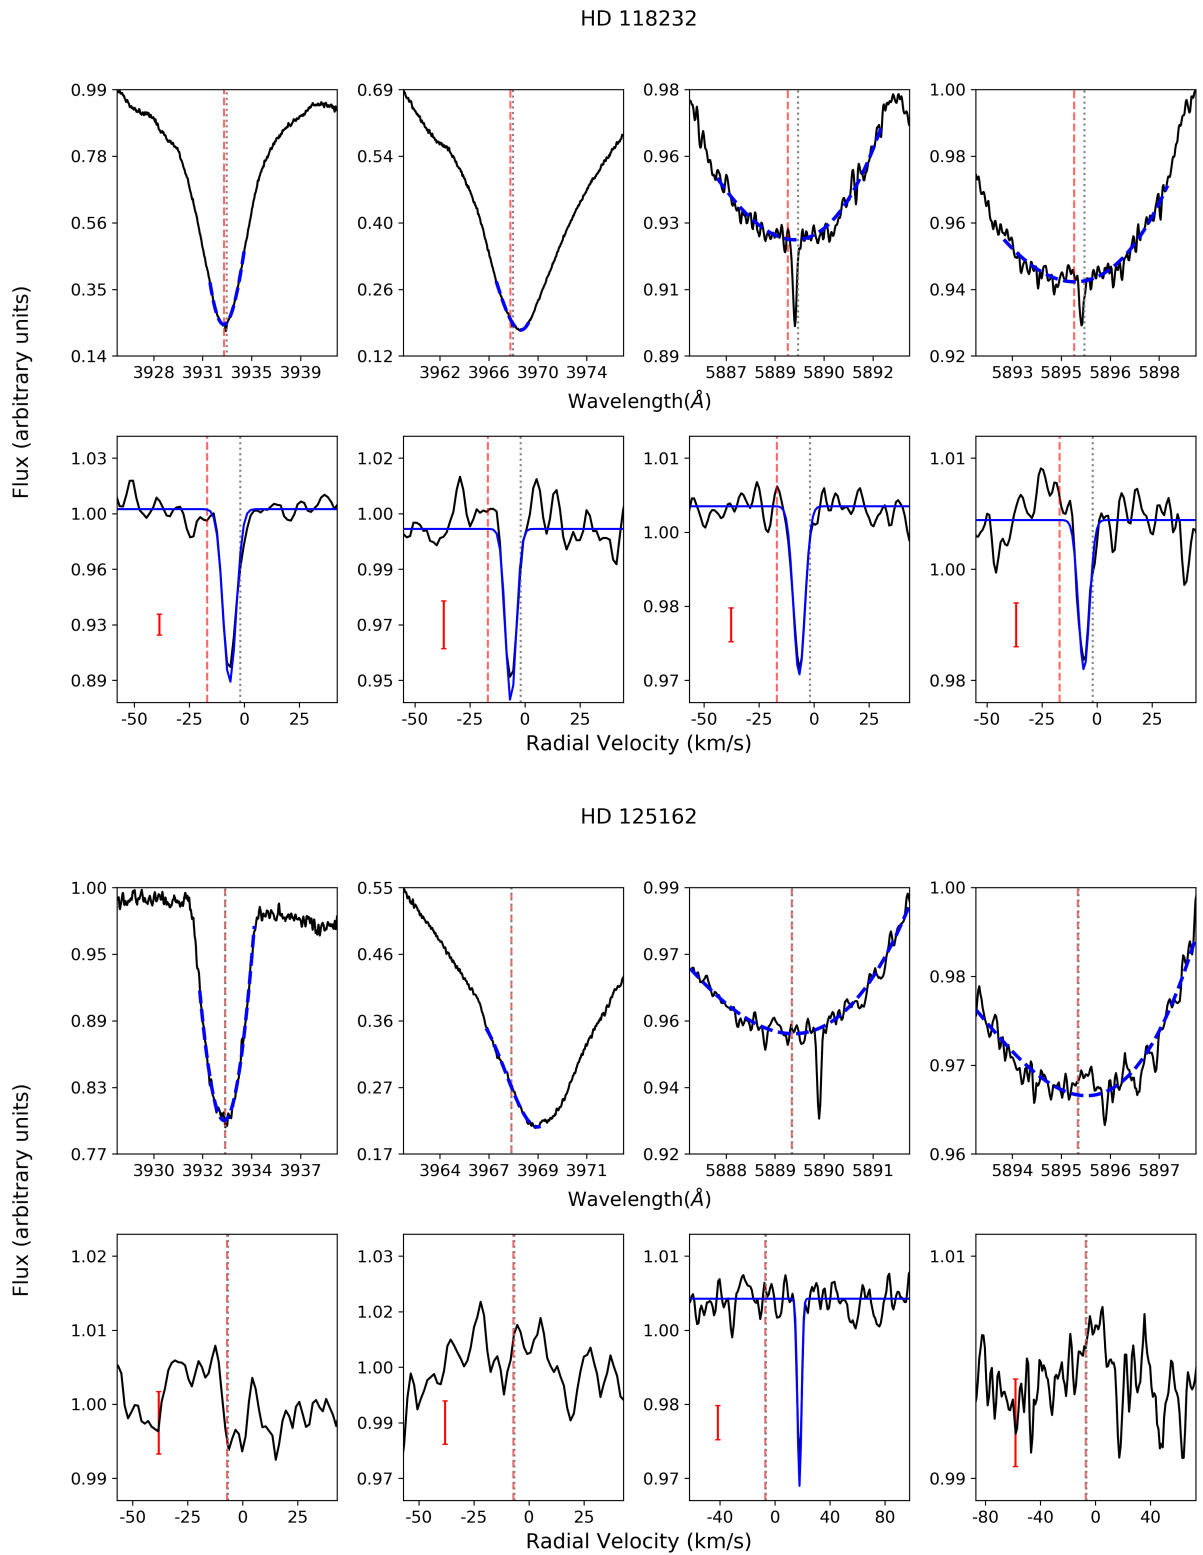 HD 118232
Flux (arbitrary units)
0.99 0.78 0.56 0.35 0.14
3928 3931 3935 3939
0.69 0.54 0.40 0.26 0.12
3962 3966 3970 3974
0.98 0.96 0.93 0.91 0.89
5887 5889 5890 5892
1.00 0.98 0.96 0.94 0.92
5893 5895 5896 5898
Wavelength(Å)
1.03 1.00 0.96 0.93 0.89
-50 -25 0 25
1.02 1.00 0.99 0.97 0.95
-50 -25 0 25
1.01 1.00 0.98 0.97
-50 -25 0 25
1.01 1.00 0.98
-50 -25 0 25
Radial Velocity (km/s)
HD 125162
Flux (arbitrary units)
1.00 0.95 0.89 0.83 0.77
3930 3932 3934 3937
0.55 0.46 0.36 0.27 0.17
3964 3967 3969 3971
0.99 0.97 0.96 0.94 0.92
5888 5889 5890 5891
1.00 0.98 0.97 0.96
5894 5895 5896 5897
Wavelength(Å)
1.02 1.01 1.00 0.99
-50 -25 0 25
1.03 1.02 1.00 0.99 0.97
-50 -25 0 25
1.01 1.00 0.98 0.97
-40 0 40 80
1.01 0.99
-80 -40 0 40
Radial Velocity (km/s)